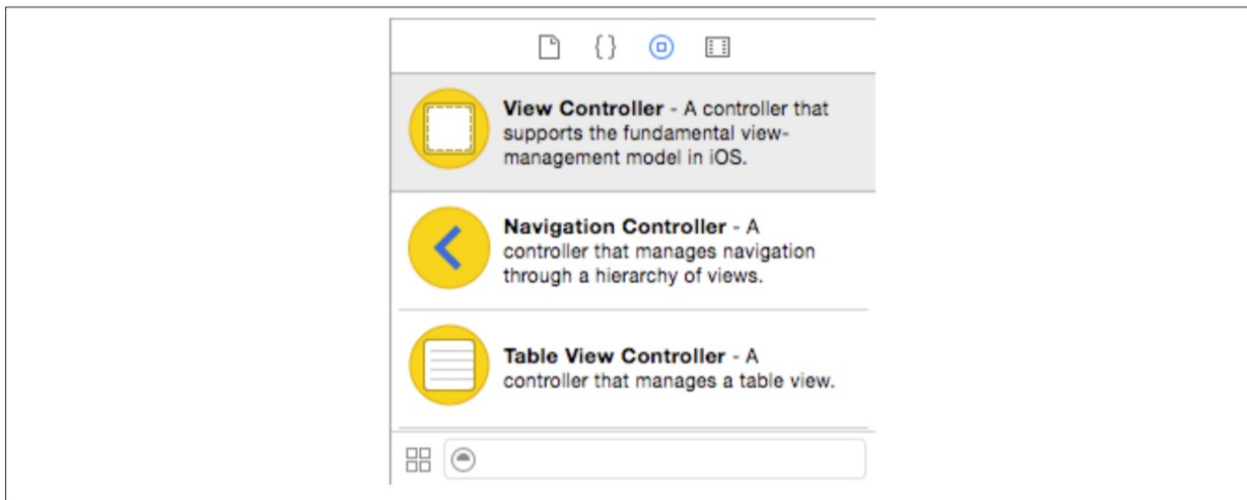 {}
View Controller - A controller that
supports the fundamental view-
management model in iOS.
Navigation Controller - A
controller that manages navigation
through a hierarchy of views.
Table View Controller - A
controller that manages a table view.